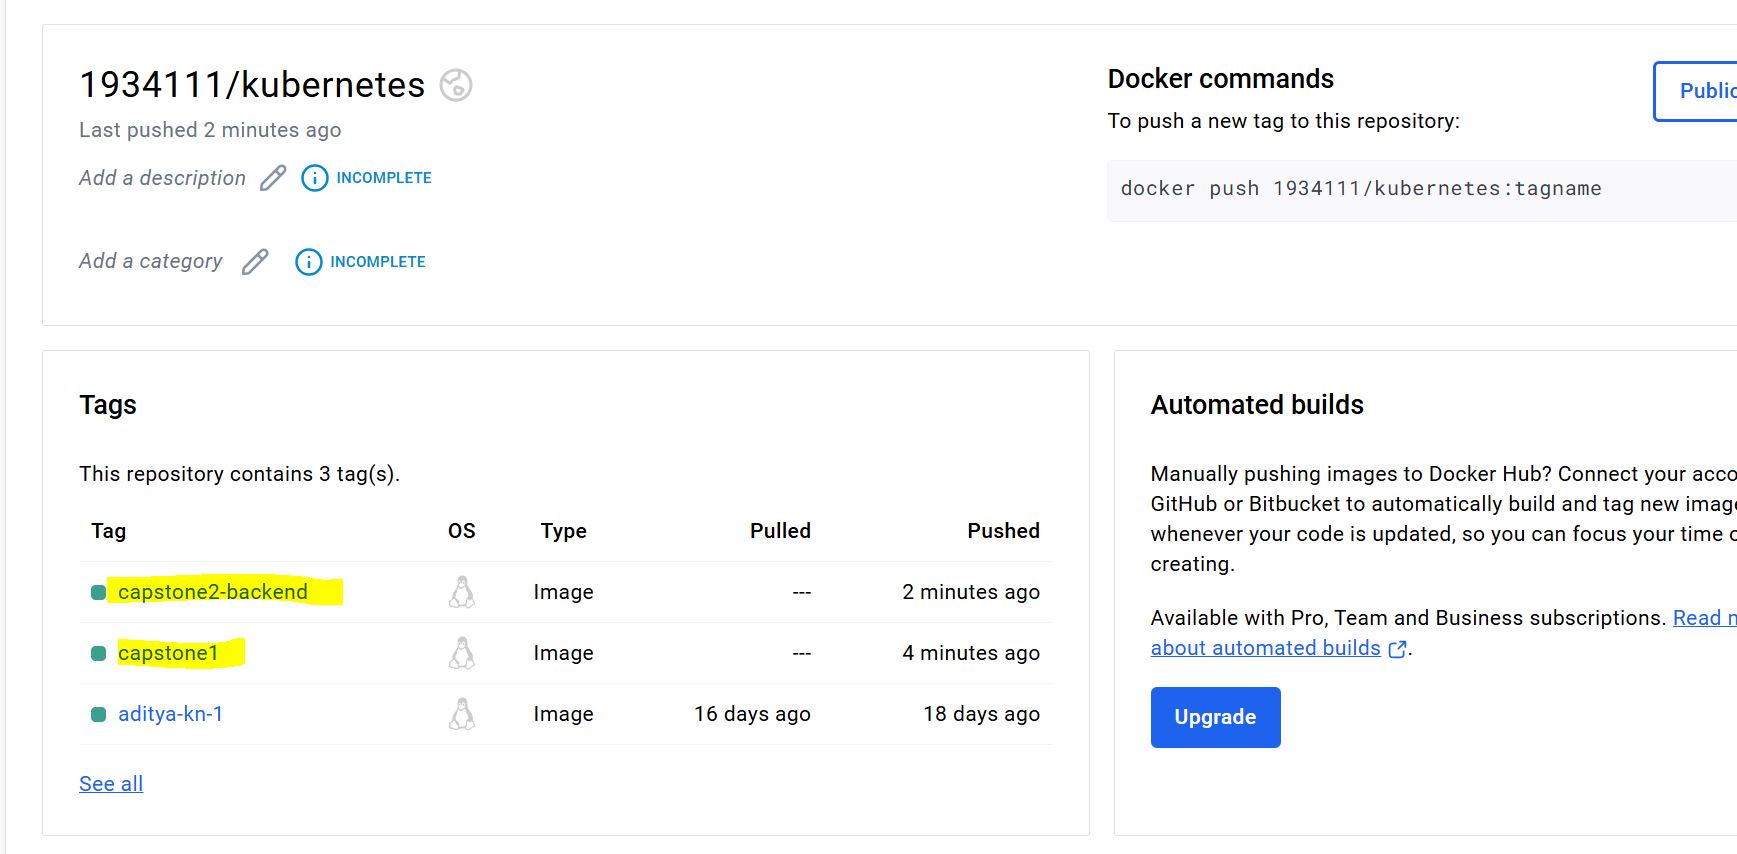 1934111/kubernetes
Last pushed 2 minutes ago
Add a description INCOMPLETE
Add a category INCOMPLETE
Docker commands
To push a new tag to this repository:
docker push 1934111/kubernetes:tagname
Public
Tags
This repository contains 3 tag(s).
Tag OS Type Pulled Pushed
capstone2-backend Image --- 2 minutes ago
capstone1 Image --- 4 minutes ago
aditya-kn-1 Image 16 days ago 18 days ago
See all
Automated builds
Manually pushing images to Docker Hub? Connect your acco
GitHub or Bitbucket to automatically build and tag new image
whenever your code is updated, so you can focus your time o
creating.
Available with Pro, Team and Business subscriptions. Read
about automated builds.
Upgrade